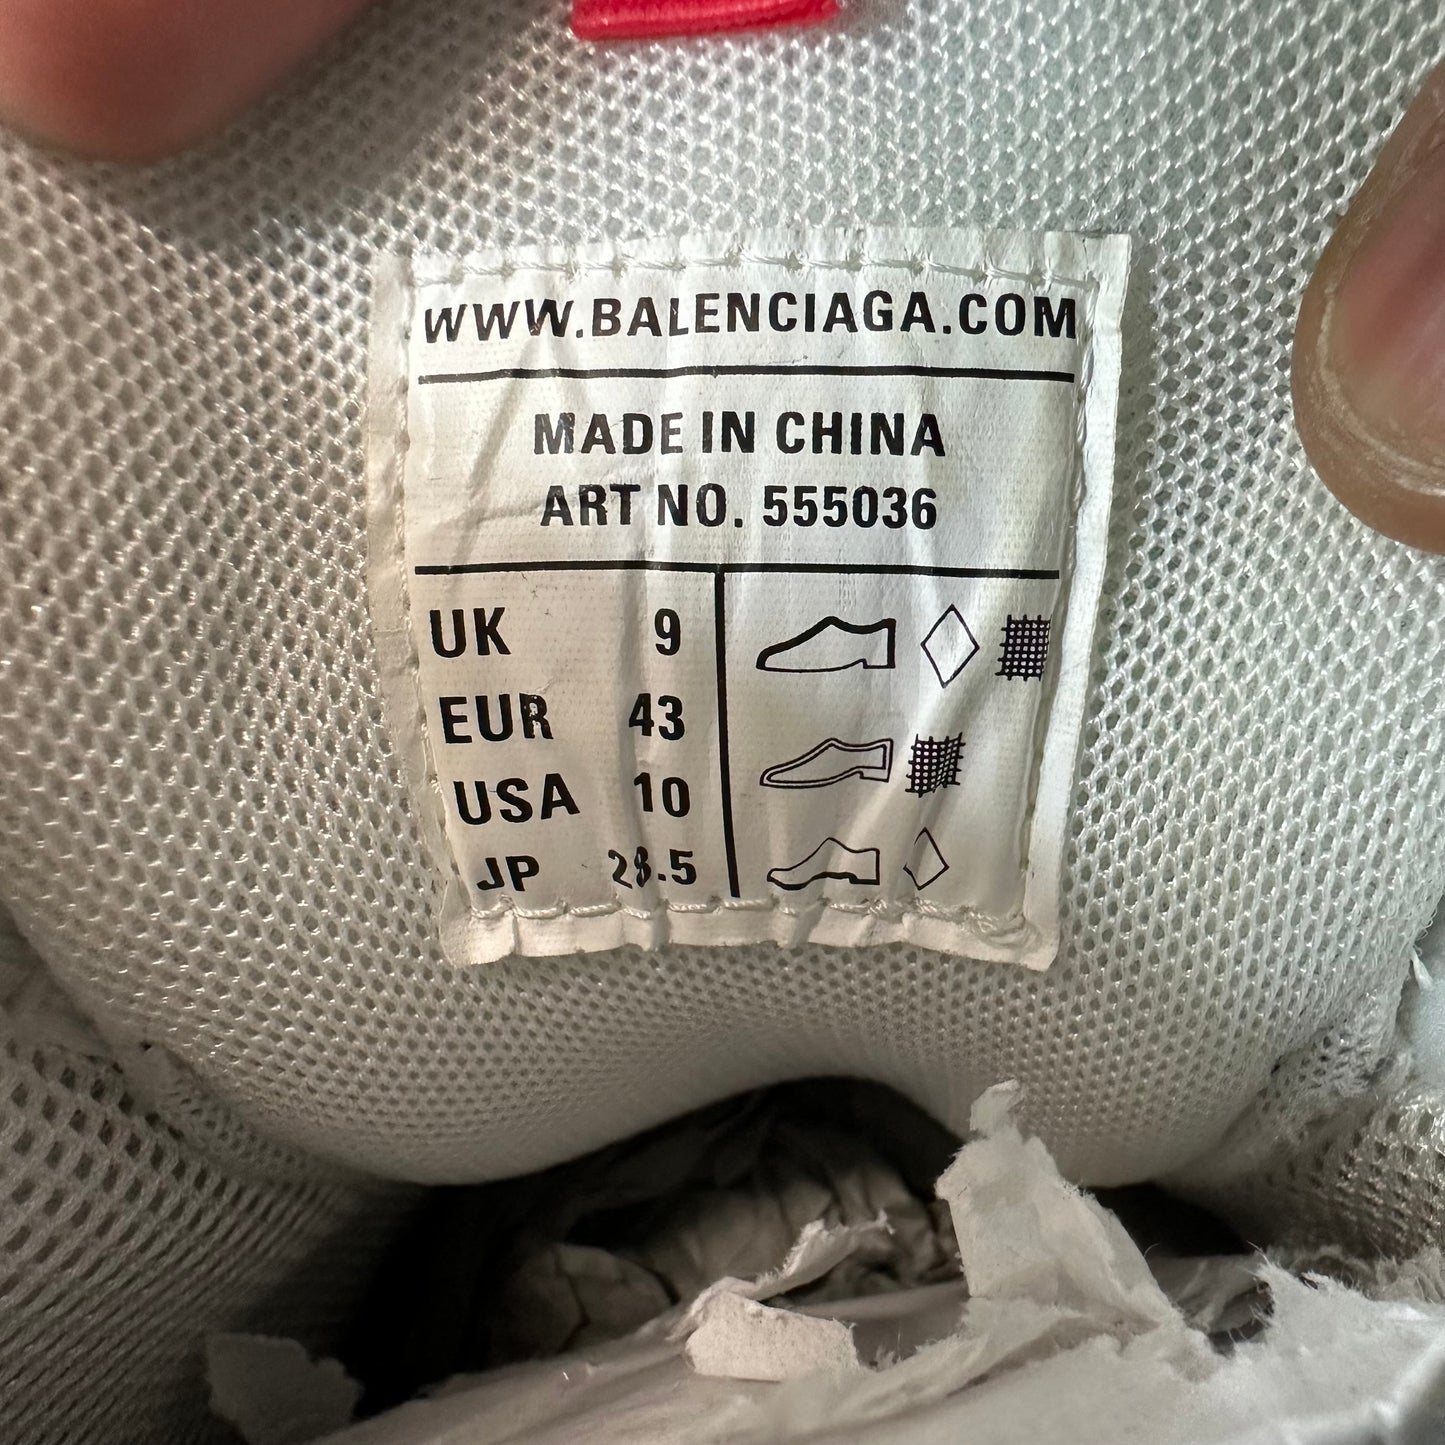 WWW.BALENCIAGA.COM
MADE IN CHINA
ART NO. 555036
UK 9
EUR 43
USA 10
JP 28.5